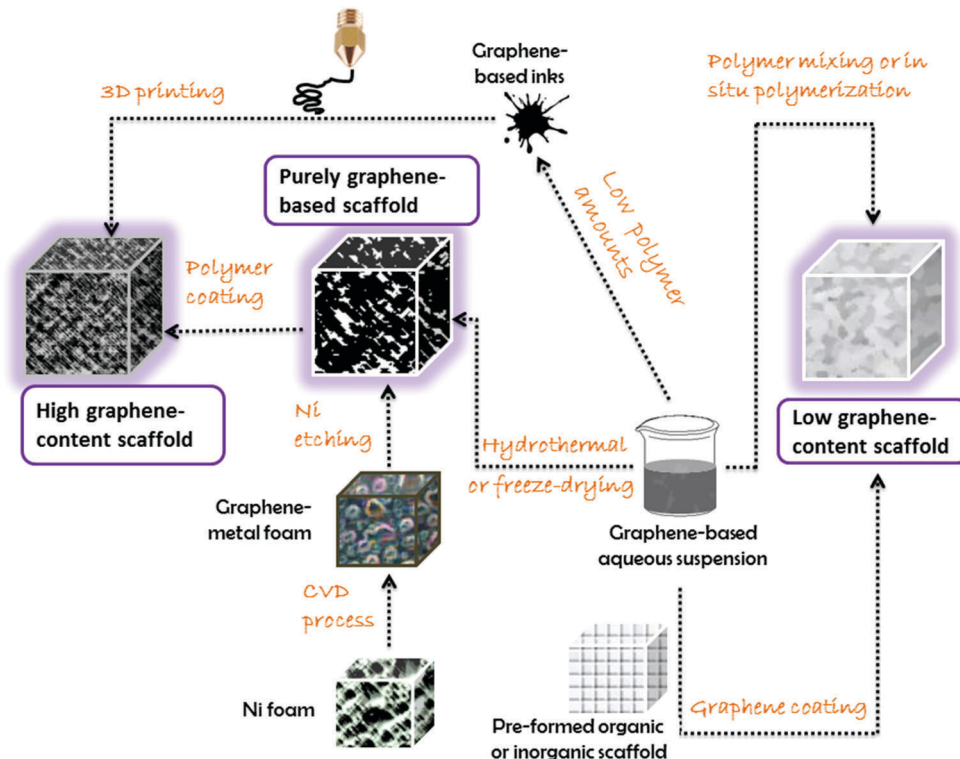 Graphene-
based inks
Polymer mixing or in
situ polymerization
3D printing
Purely graphene-
based scaffold
Low polymer
amounts
Polymer
coating
High graphene-
content scaffold
Ni
etching
Hydrothermal
or freeze-drying
Low graphene-
content scaffold
Graphene-
metal foam
Graphene-based
aqueous suspension
CVD
process
Ni foam
Graphene coating
Pre-formed organic
or inorganic scaffold